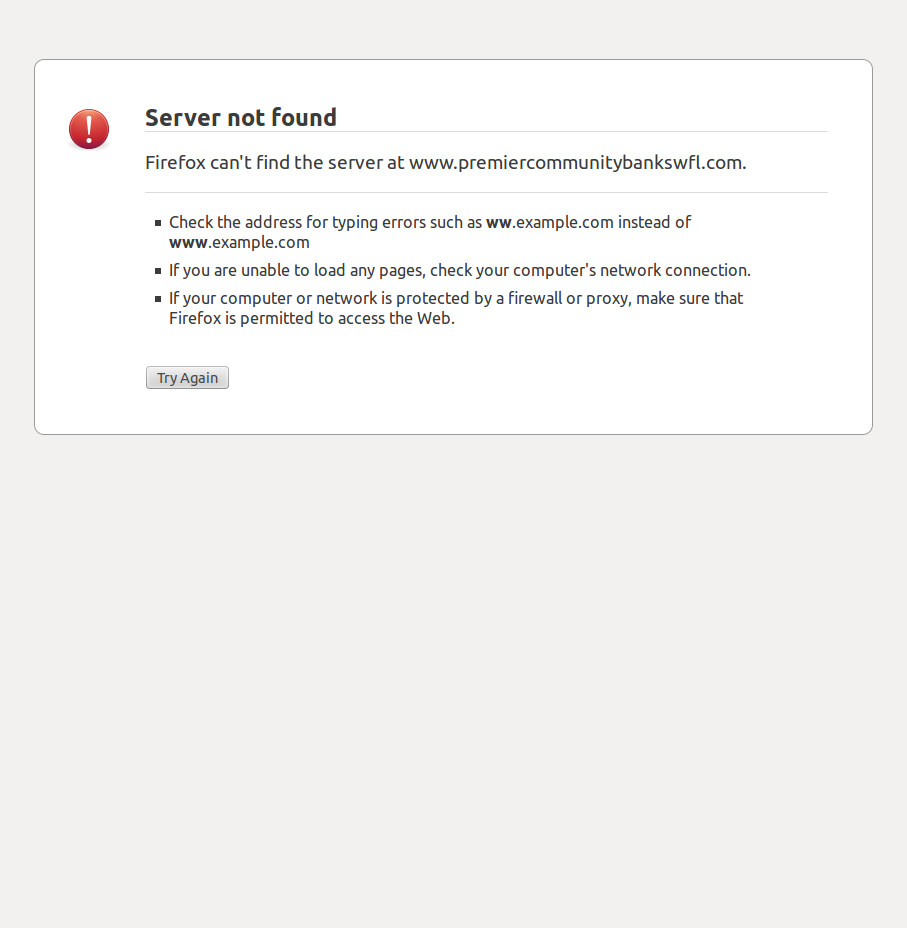 Server not found
Firefox can't find the server at www.premiercommunitybankswfl.com.
Check the address for typing errors such as ww.example.com instead of
www.example.com
If you are unable to load any pages, check your computer's network connection.
If your computer or network is protected by a firewall or proxy, make sure that
Firefox is permitted to access the Web.
Try Again